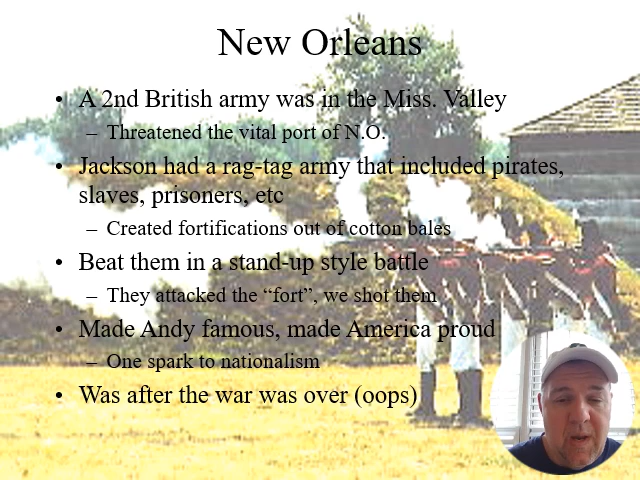 New Orleans
• A 2nd British army was in the Miss. Valley
– Threatened the vital port of N.O.
• Jackson had a rag-tag army that included pirates,
slaves, prisoners, etc
– Created fortifications out of cotton bales
• Beat them in a stand-up style battle
– They attacked the “fort”, we shot them
• Made Andy famous, made America proud
– One spark to nationalism
• Was after the war was over (oops)